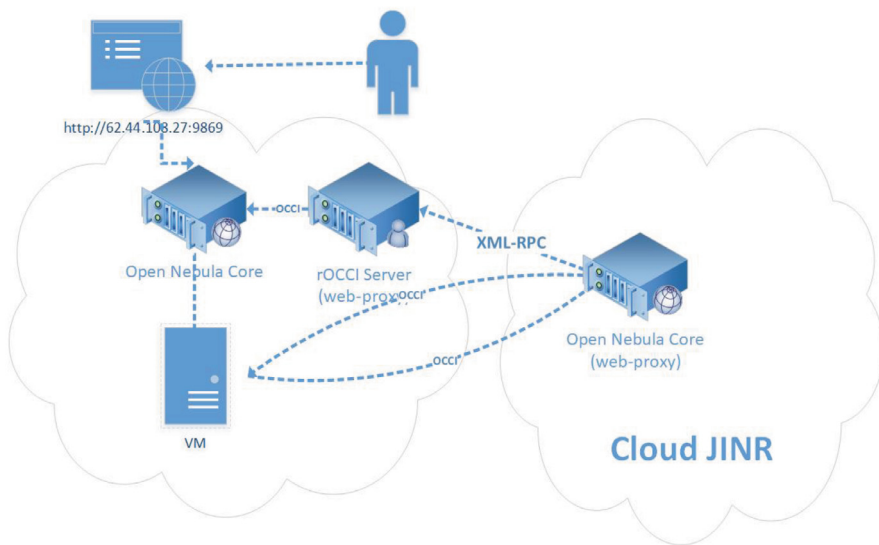 http://62.44.108.27:9869
OCCI
XML-RPC
Open Nebula Core
rOCCI Server
(web-proxy)
OCCI
OCCI
Open Nebula Core
(web-proxy)
VM
Cloud JINR